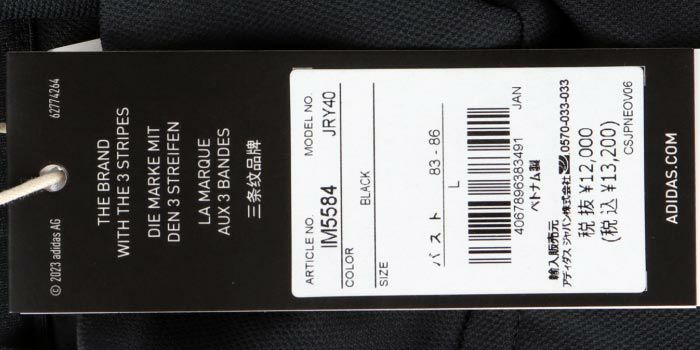 62774264
THE BRAND
WITH THE 3 STRIPES
DIE MARKE MIT
DEN 3 STREIFEN
LA MARQUE
AUX 3 BANDES
三条纹品牌
© 2023 adidas AG
ARTICLE NO. MODEL NO.
IM5584 JRY40
COLOR
BLACK
SIZE
バスト 83 - 86
L
JAN
4067896383491
ベトナム製
輸入販売元
アディダス ジャパン株式会社 0570-033-033
税抜 ¥12,000
(税込 ¥13,200)
CSJPNEOV06
ADIDAS.COM